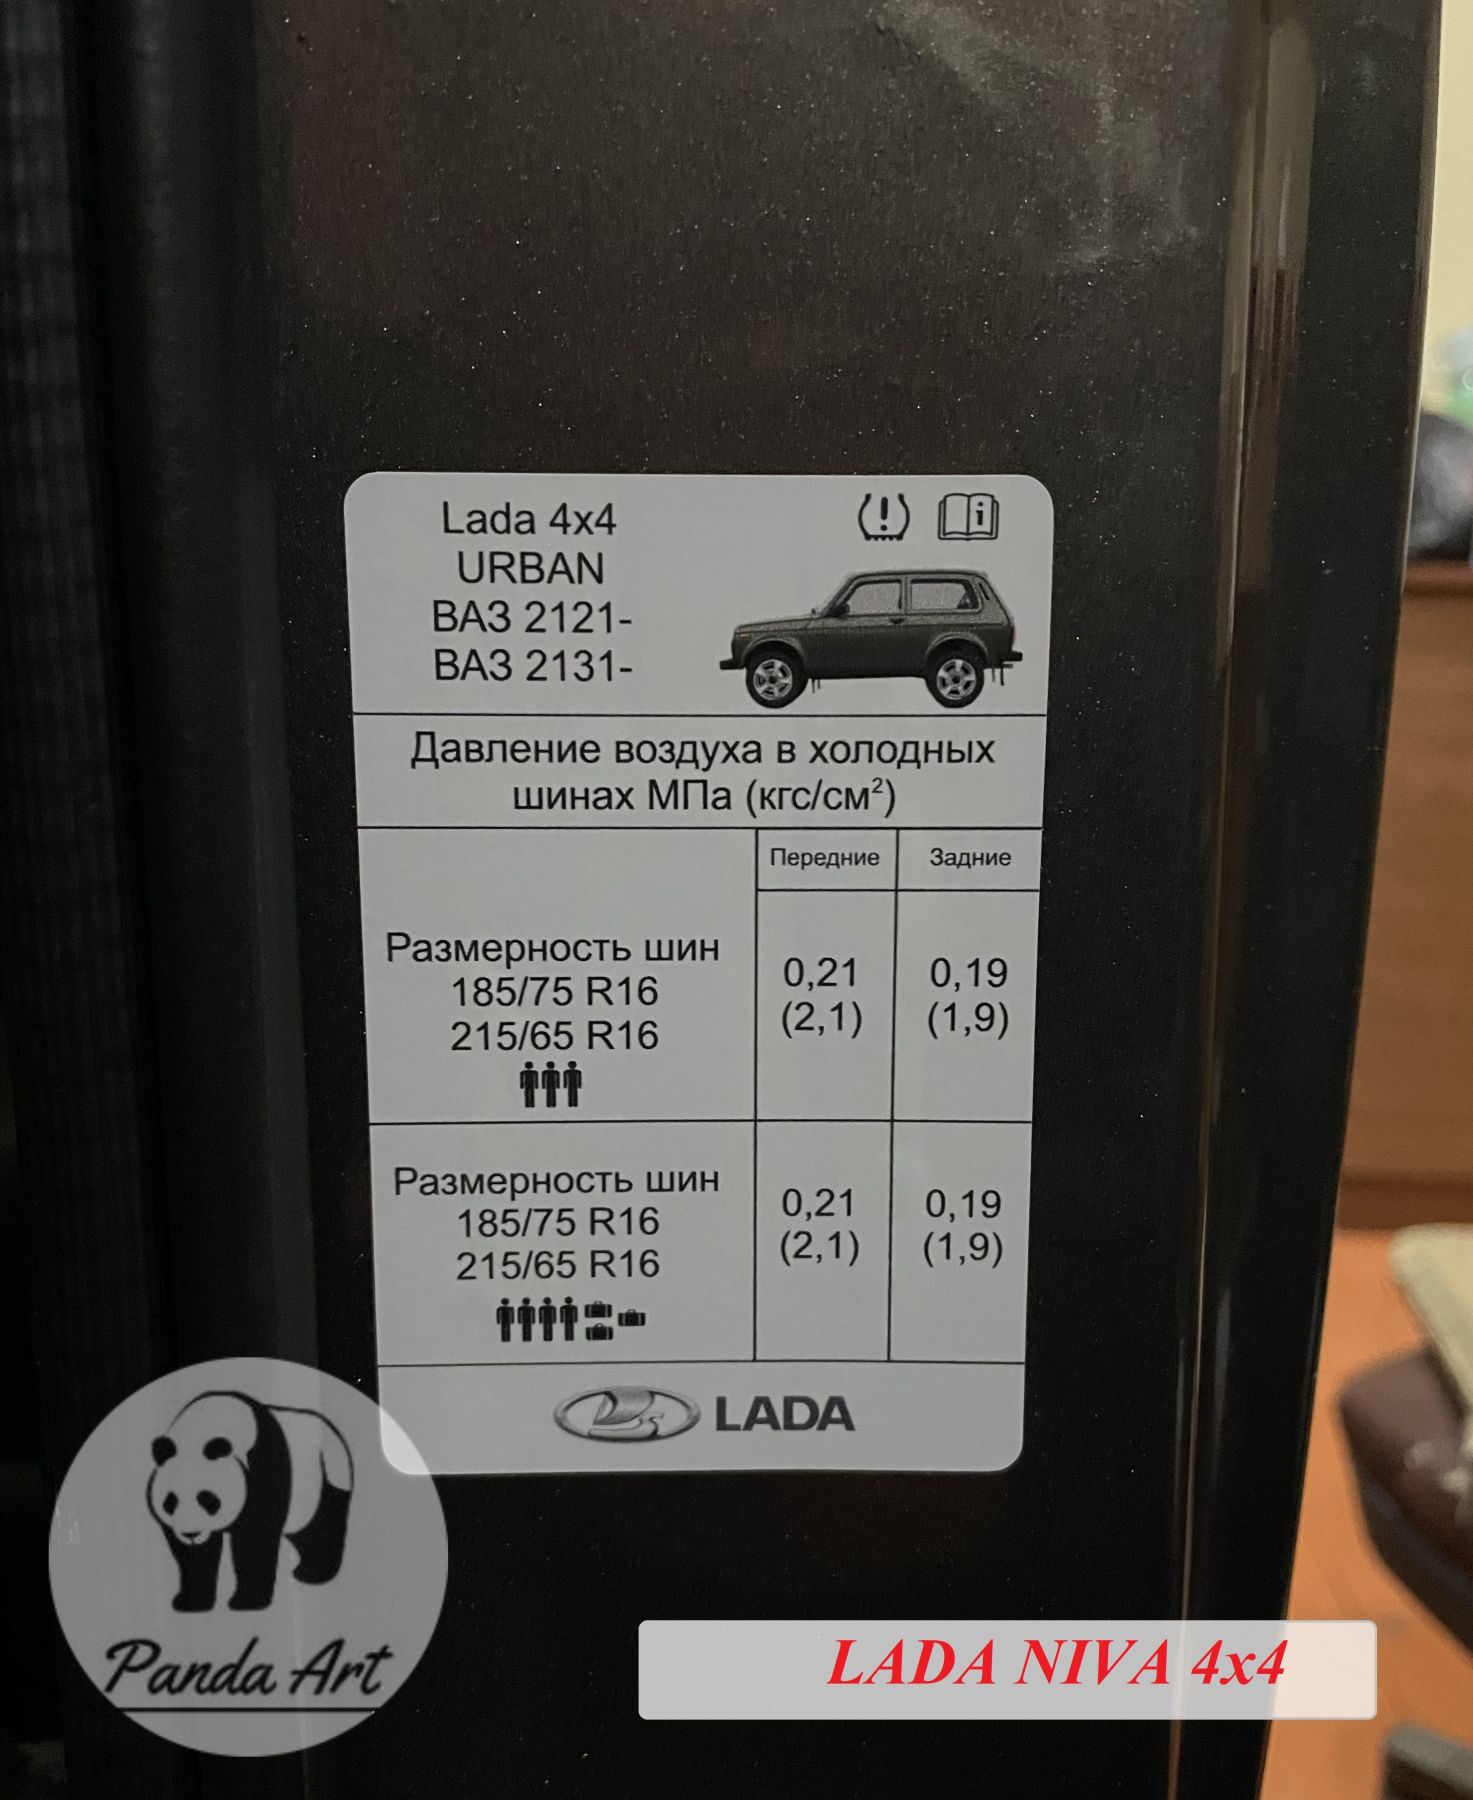 Lada 4x4
URBAN
ВАЗ 2121-
ВАЗ 2131-
Давление воздуха в холодных
шинах МПа (кгс/см²)
Передние Задние
Размерность шин
185/75 R16
215/65 R16
0,21 0,19
(2,1) (1,9)
Размерность шин
185/75 R16
215/65 R16
0,21 0,19
(2,1) (1,9)
LADA
Panda Art
LADA NIVA 4x4